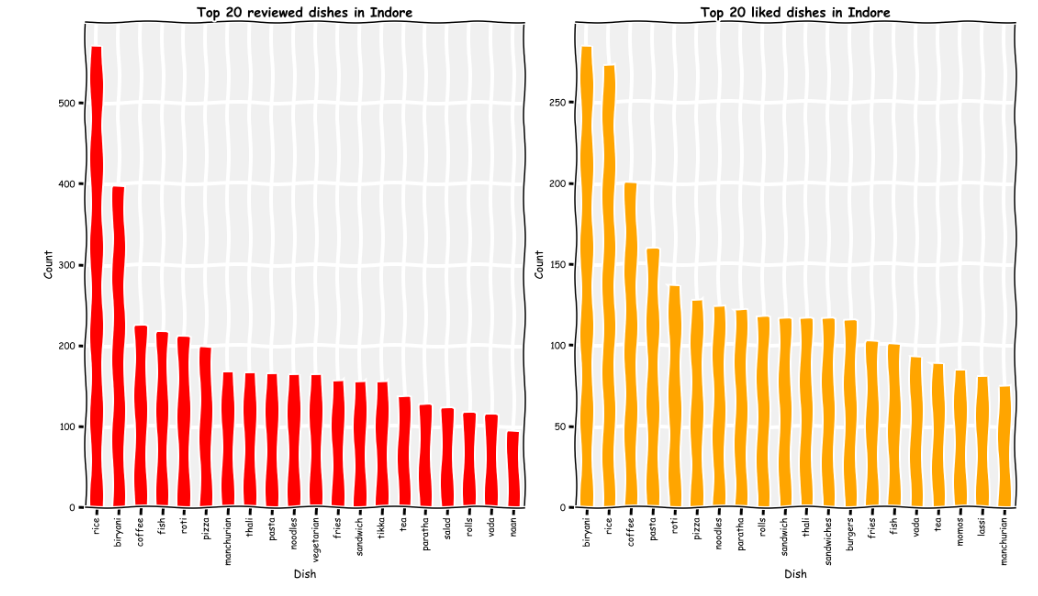 Top 20 reviewed dishes in Indore
Count
500
400
300
200
100
0
rice
biryani
coffee
fish
roti
pizza
manchurian
thali
pasta
noodles
vegetarian
fries
sandwich
tikka
tea
paratha
salad
rolls
vada
naan
Dish
Top 20 liked dishes in Indore
Count
250
200
150
100
50
0
biryani
rice
coffee
pasta
roti
pizza
noodles
paratha
rolls
sandwich
thali
sandwiches
burgers
fries
fish
vada
tea
momos
lassi
manchurian
Dish